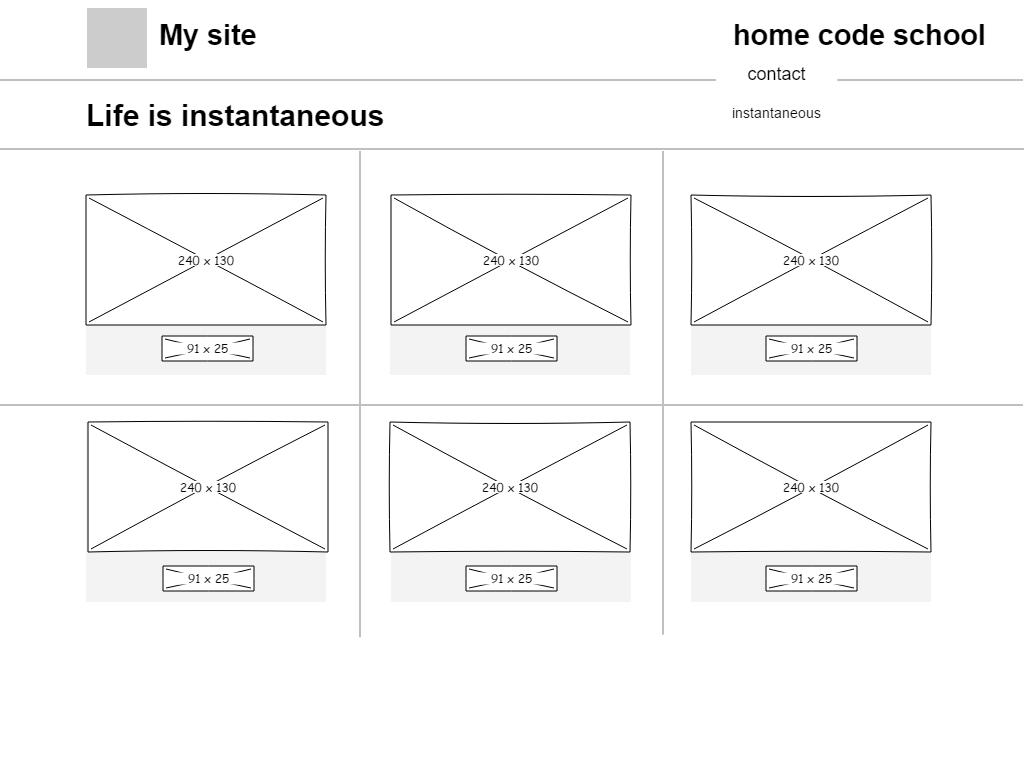 My site
home code school
contact
Life is instantaneous
instantaneous
240 x 130
240 x 130
240 x 130
91 x 25
91 x 25
91 x 25
240 x 130
240 x 130
240 x 130
91 x 25
91 x 25
91 x 25